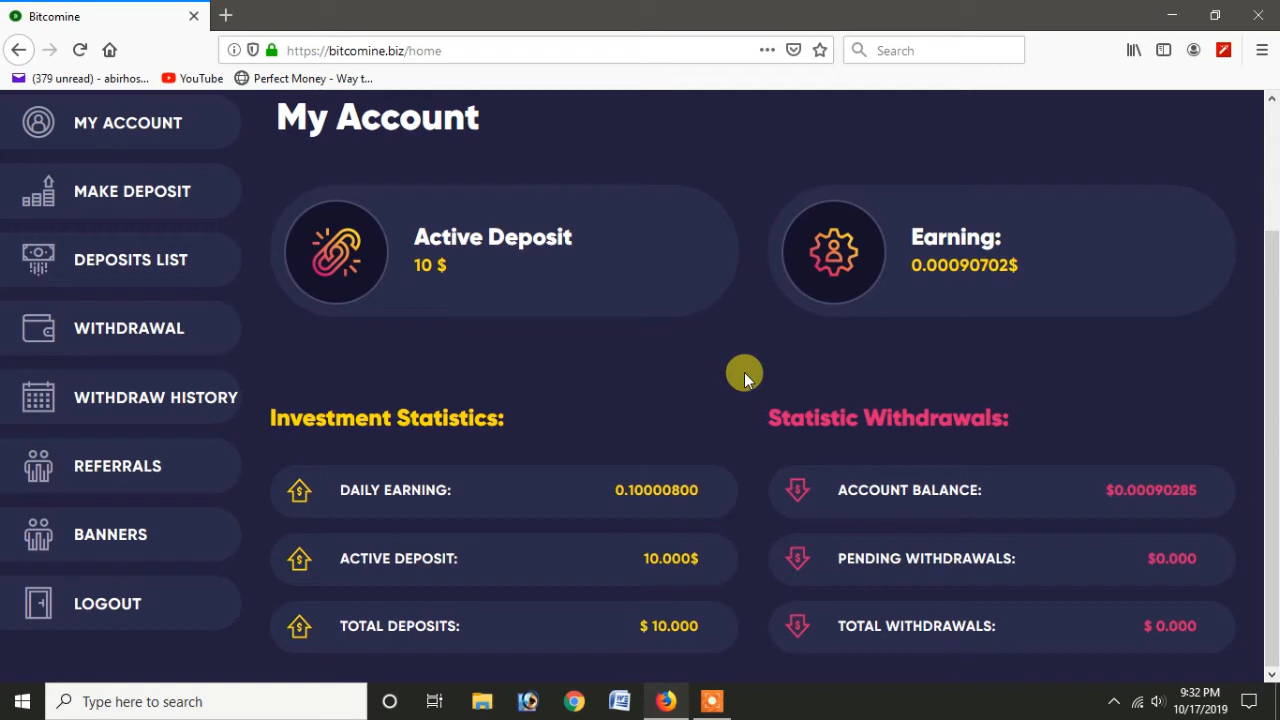 Bitcomine
https://bitcomine.biz/home
Search
(379 unread) - abirhos...
YouTube
Perfect Money - Way t...
MY ACCOUNT
MAKE DEPOSIT
DEPOSITS LIST
WITHDRAWAL
WITHDRAW HISTORY
REFERRALS
BANNERS
LOGOUT
My Account
Active Deposit
10 $
Earning:
0.00090702$
Investment Statistics:
DAILY EARNING: 0.10000800
ACTIVE DEPOSIT: 10.000$
TOTAL DEPOSITS: $ 10.000
Statistic Withdrawals:
ACCOUNT BALANCE: $0.00090285
PENDING WITHDRAWALS: $0.000
TOTAL WITHDRAWALS: $ 0.000
Type here to search
9:32 PM
10/17/2019